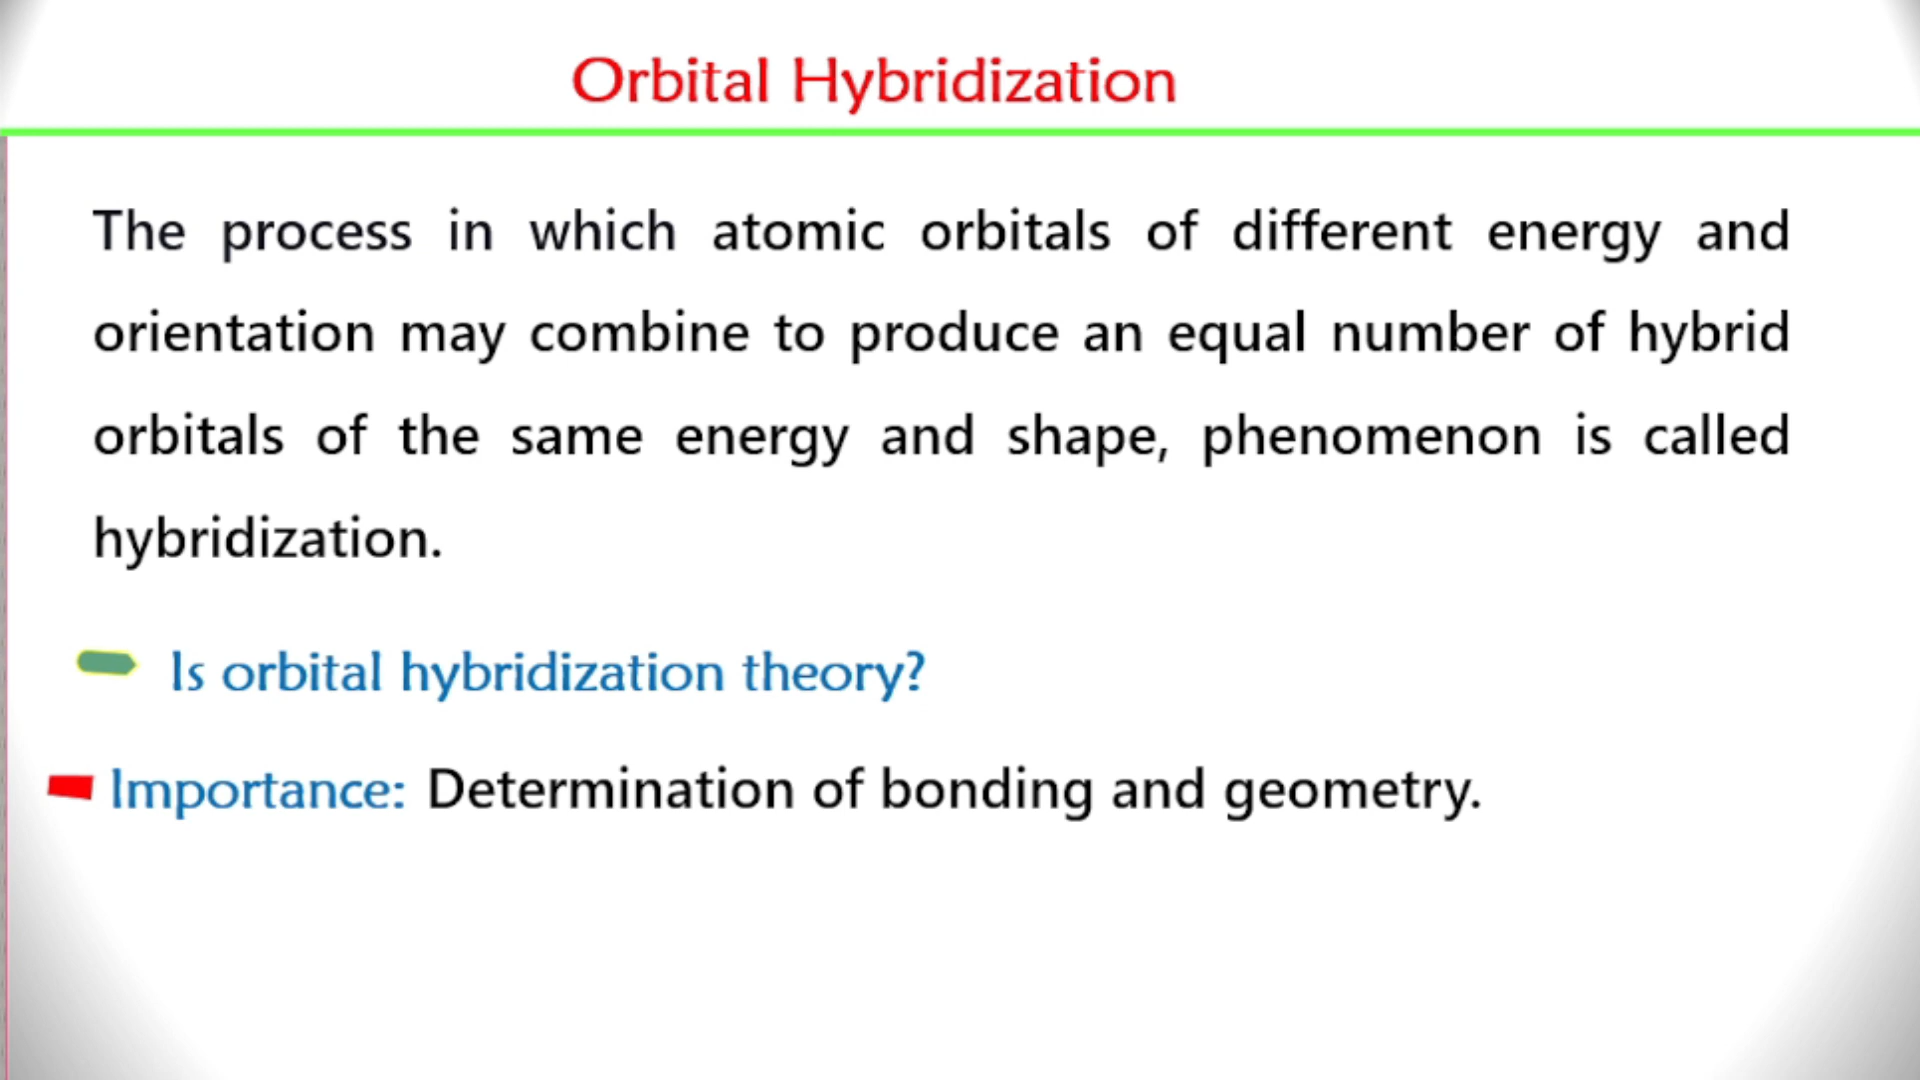 Orbital Hybridization
The process in which atomic orbitals of different energy and
orientation may combine to produce an equal number of hybrid
orbitals of the same energy and shape, phenomenon is called
hybridization.
Is orbital hybridization theory?
Importance: Determination of bonding and geometry.